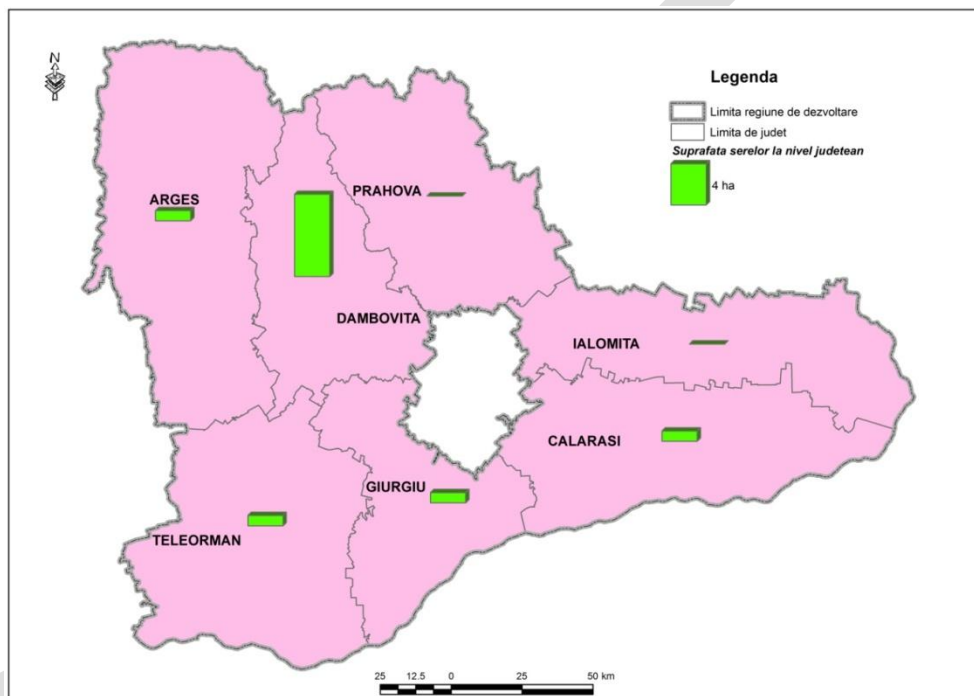 N
Legenda
Limita regiune de dezvoltare
Limita de judet
Suprafata serelor la nivel judetean
4 ha
ARGES
PRAHOVA
DAMBOVITA
IALOMITA
CALARASI
GIURGIU
TELEORMAN
25 12.5 0 25 50 km